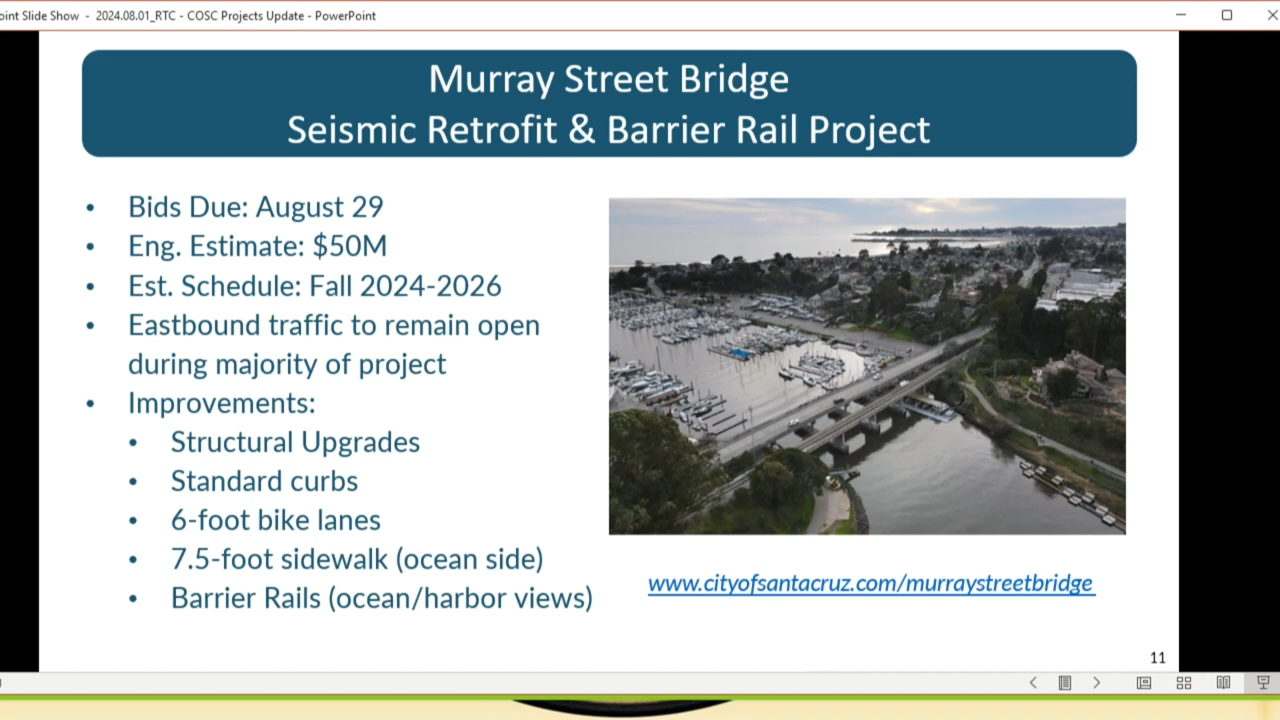 oint Slide Show - 2024.08.01_RTC - COSC Projects Update - PowerPoint
Murray Street Bridge
Seismic Retrofit & Barrier Rail Project
• Bids Due: August 29
• Eng. Estimate: $50M
• Est. Schedule: Fall 2024-2026
• Eastbound traffic to remain open
during majority of project
• Improvements:
• Structural Upgrades
• Standard curbs
• 6-foot bike lanes
• 7.5-foot sidewalk (ocean side)
• Barrier Rails (ocean/harbor views)
www.cityofsantacruz.com/murraystreetbridge
11